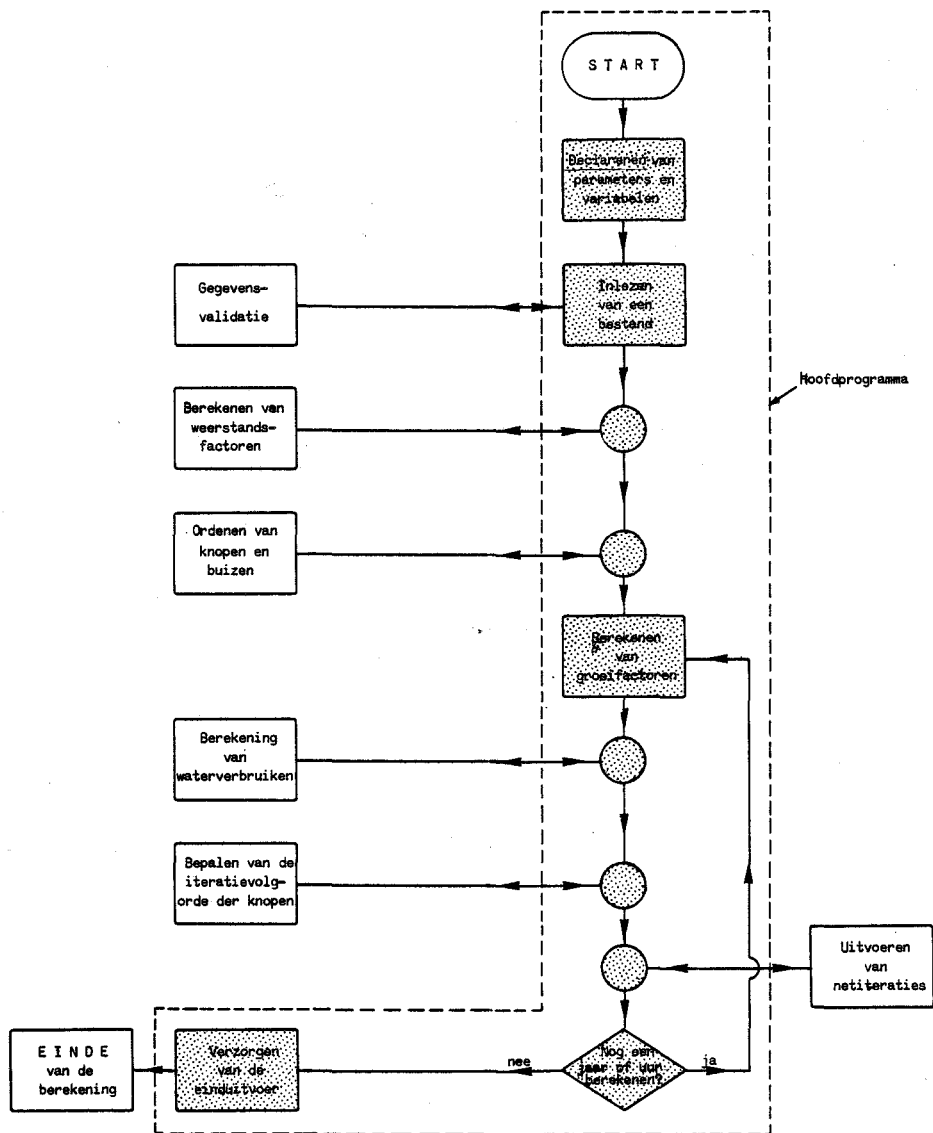 S T A R T
Declareren van
parameters en
variabelen
Gegevens-
validatie
Inlezen
van een
bestand
Hoofdprogramma
Berekenen van
weerstands-
factoren
Ordenen van
knopen en
buizen
Berekenen
van
groeifactoren
Berekening
van
waterverbruiken
Bepalen van de
iteratievolg-
orde der knopen
Uitvoeren
van
netiteraties
E I N D E
van de
berekening
Verzorgen
van de
einduitvoer
nee
Nog een
jaar of uur
berekenen?
ja